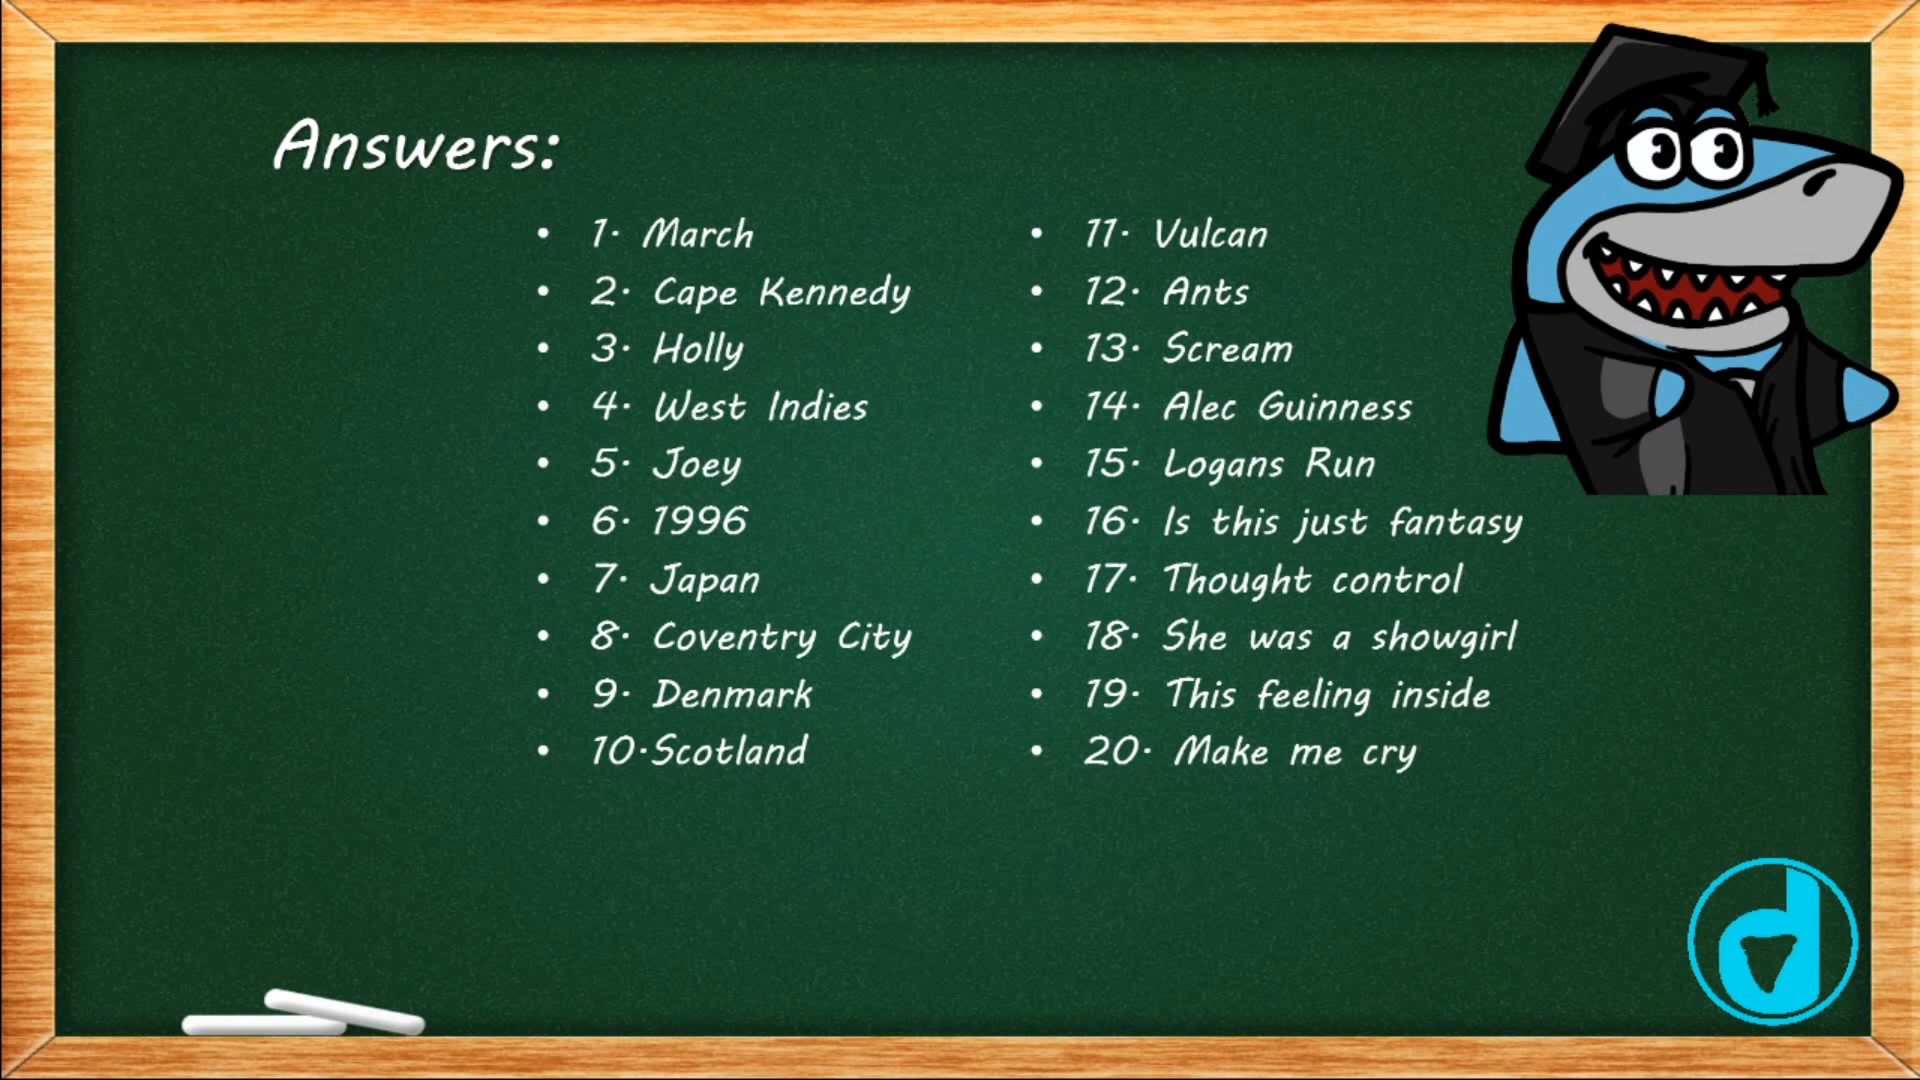 Answers:
1. March
2. Cape Kennedy
3. Holly
4. West Indies
5. Joey
6. 1996
7. Japan
8. Coventry City
9. Denmark
10.Scotland
11. Vulcan
12. Ants
13. Scream
14. Alec Guinness
15. Logans Run
16. Is this just fantasy
17. Thought control
18. She was a showgirl
19. This feeling inside
20. Make me cry
d